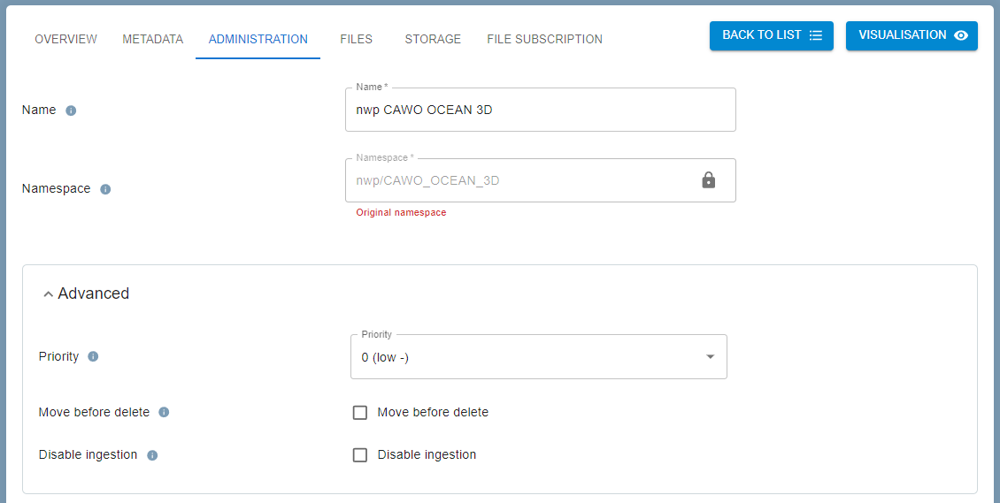 OVERVIEW METADATA ADMINISTRATION FILES STORAGE FILE SUBSCRIPTION BACK TO LIST VISUALISATION
Name *
Name nwp CAWO OCEAN 3D
Namespace *
Namespace nwp/CAWO_OCEAN_3D
Original namespace
Advanced
Priority
Priority 0 (low -)
Move before delete Move before delete
Disable ingestion Disable ingestion